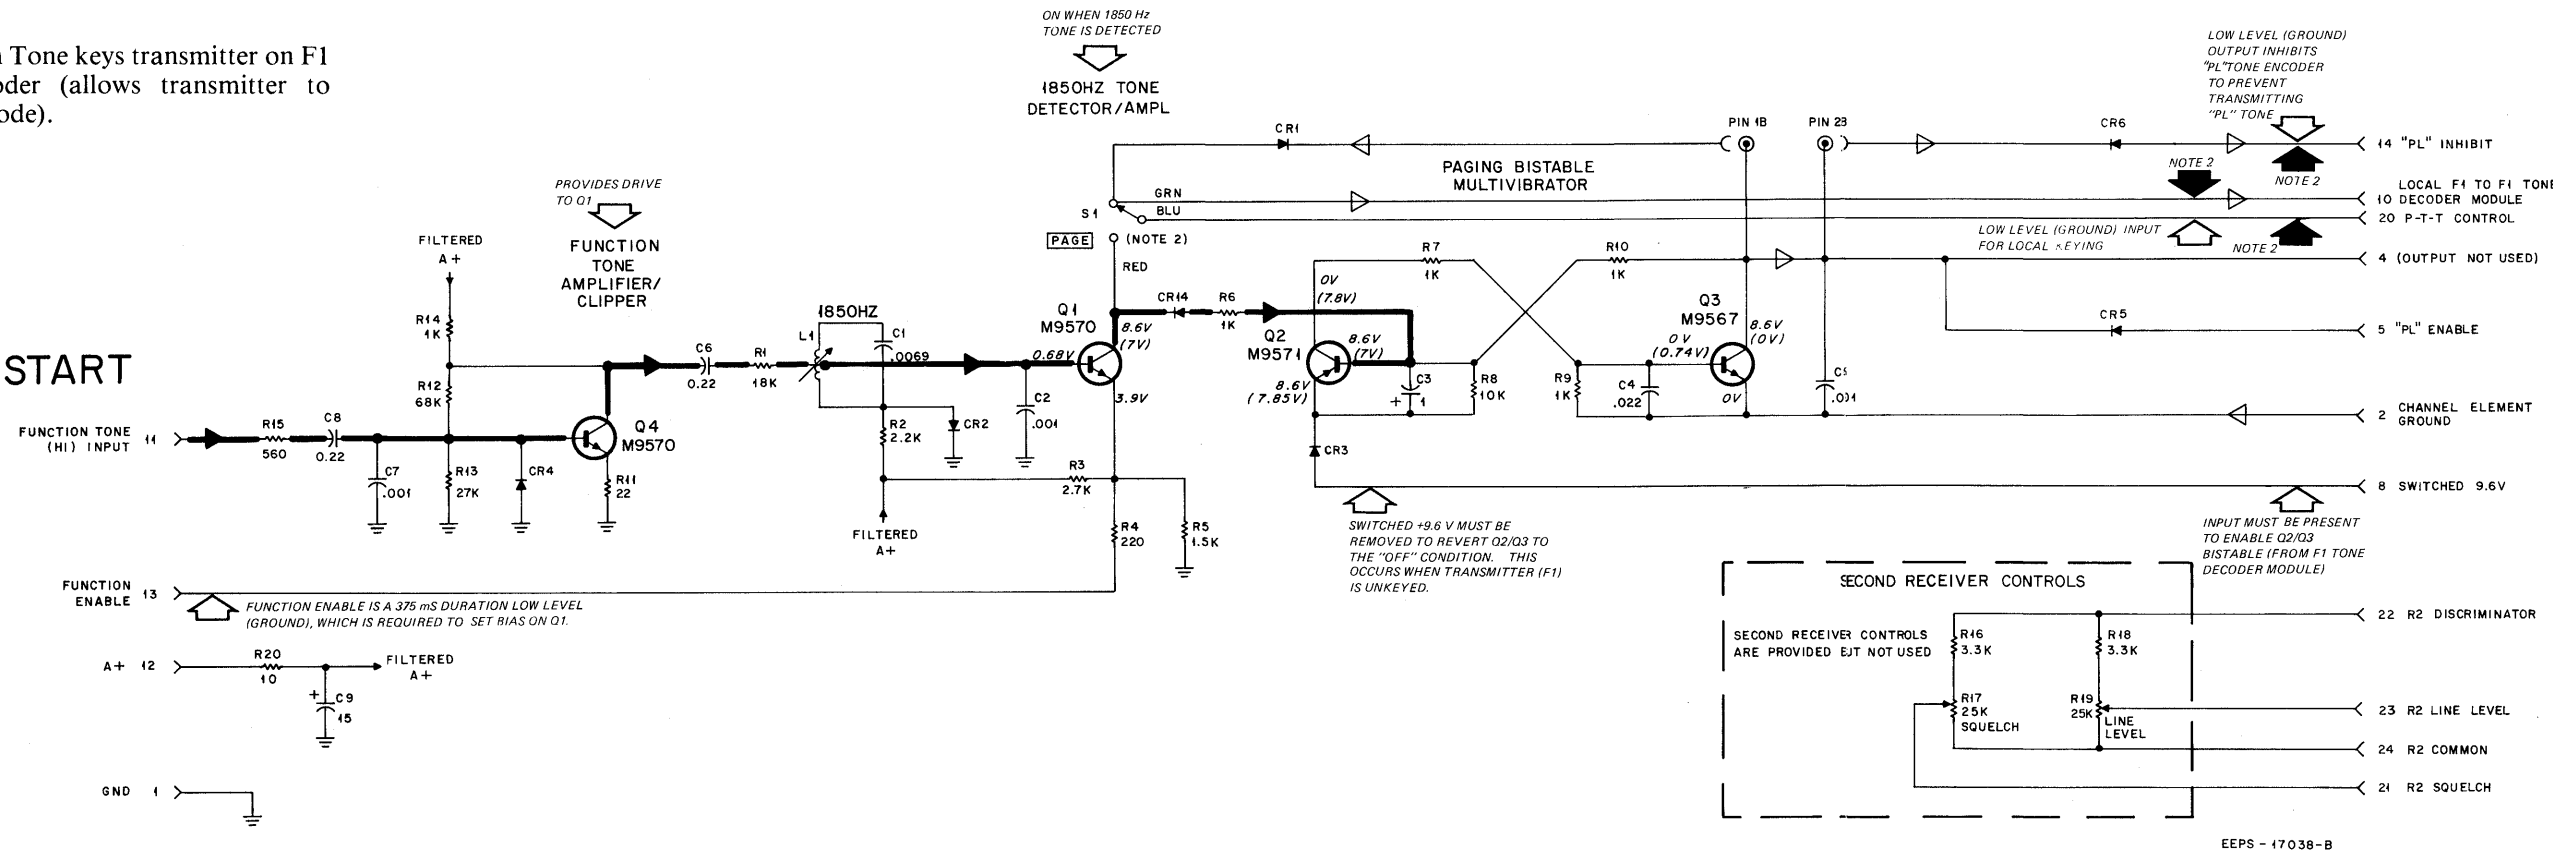 Tone keys transmitter on F1
(allows transmitter to
ON WHEN 1850 Hz
TONE IS DETECTED
1850HZ TONE
DETECTOR/AMPL
LOW LEVEL (GROUND)
OUTPUT INHIBITS
"PL"TONE ENCODER
TO PREVENT
TRANSMITTING
"PL" TONE
CR1
PIN 1B
PIN 2B
CR6
14 "PL" INHIBIT
PAGING BISTABLE
MULTIVIBRATOR
NOTE 2
NOTE 2
PROVIDES DRIVE
TO Q1
FUNCTION
TONE
AMPLIFIER/
CLIPPER
S1
GRN
BLU
LOCAL F1 TO F1 TONE
10 DECODER MODULE
20 P-T-T CONTROL
PAGE
(NOTE 2)
RED
LOW LEVEL (GROUND) INPUT
FOR LOCAL KEYING
NOTE 2
FILTERED
A+
R7
1K
R10
1K
4 (OUTPUT NOT USED)
R14
1K
1850HZ
L1
C1
.0069
Q1
M9570
8.6V
(7V)
0.68V
3.9V
CR14
R6
1K
0V
(7.8V)
Q2
M9571
8.6V
(7V)
8.6V
(7.85V)
Q3
M9567
8.6V
(0V)
0V
(0.74V)
0V
CR5
5 "PL" ENABLE
START
C6
0.22
R1
18K
R12
68K
C2
.001
C3
+ 1
R8
10K
R9
1K
C4
.022
.001
2 CHANNEL ELEMENT
GROUND
FUNCTION TONE
(HI) INPUT 11
R15
560
C8
0.22
Q4
M9570
R2
2.2K
CR2
CR3
C7
.001
R13
27K
CR4
R11
22
R3
2.7K
8 SWITCHED 9.6V
FILTERED
A+
R4
220
R5
1.5K
SWITCHED +9.6 V MUST BE
REMOVED TO REVERT Q2/Q3 TO
THE "OFF" CONDITION. THIS
OCCURS WHEN TRANSMITTER (F1)
IS UNKEYED.
INPUT MUST BE PRESENT
TO ENABLE Q2/Q3
BISTABLE (FROM F1 TONE
DECODER MODULE)
FUNCTION
ENABLE 13
FUNCTION ENABLE IS A 375 mS DURATION LOW LEVEL
(GROUND), WHICH IS REQUIRED TO SET BIAS ON Q1.
SECOND RECEIVER CONTROLS
SECOND RECEIVER CONTROLS
ARE PROVIDED BUT NOT USED
R16
3.3K
R18
3.3K
22 R2 DISCRIMINATOR
A+ 12
R20
10
FILTERED
A+
+ C9
15
R17
25K
SQUELCH
R19
25K
LINE
LEVEL
23 R2 LINE LEVEL
24 R2 COMMON
21 R2 SQUELCH
GND 1
EEPS-17038-B